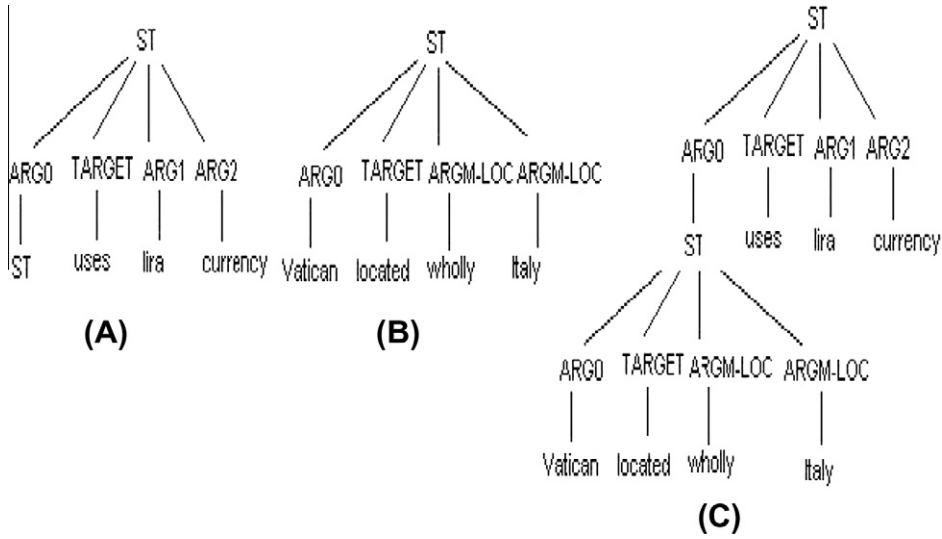 ST
ARG0 TARGET ARG1 ARG2
ST uses lira currency
(A)
ST
ARG0 TARGET ARGM-LOC ARGM-LOC
Vatican located wholly Italy
(B)
ST
ARG0 TARGET ARG1 ARG2
ST uses lira currency
ARG0 TARGET ARGM-LOC ARGM-LOC
Vatican located wholly Italy
(C)